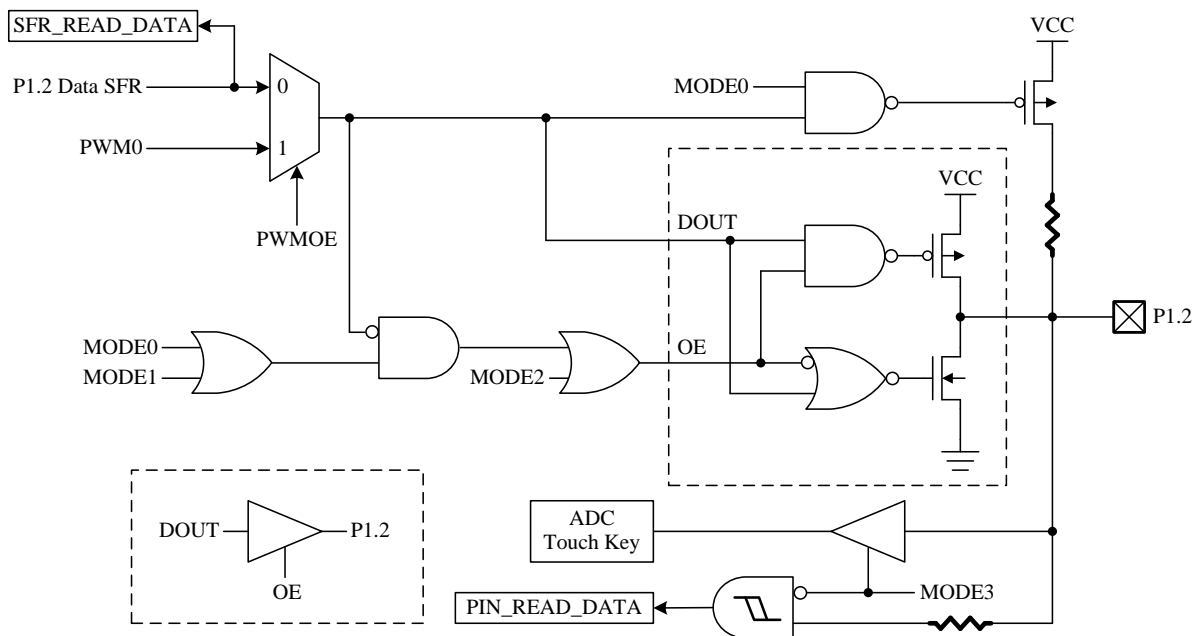 SFR_READ_DATA
VCC
P1.2 Data SFR
0
MODE0
PWM0
1
VCC
PWMOE
DOUT
P1.2
MODE0
MODE1
MODE2
OE
DOUT
P1.2
OE
ADC
Touch Key
MODE3
PIN_READ_DATA